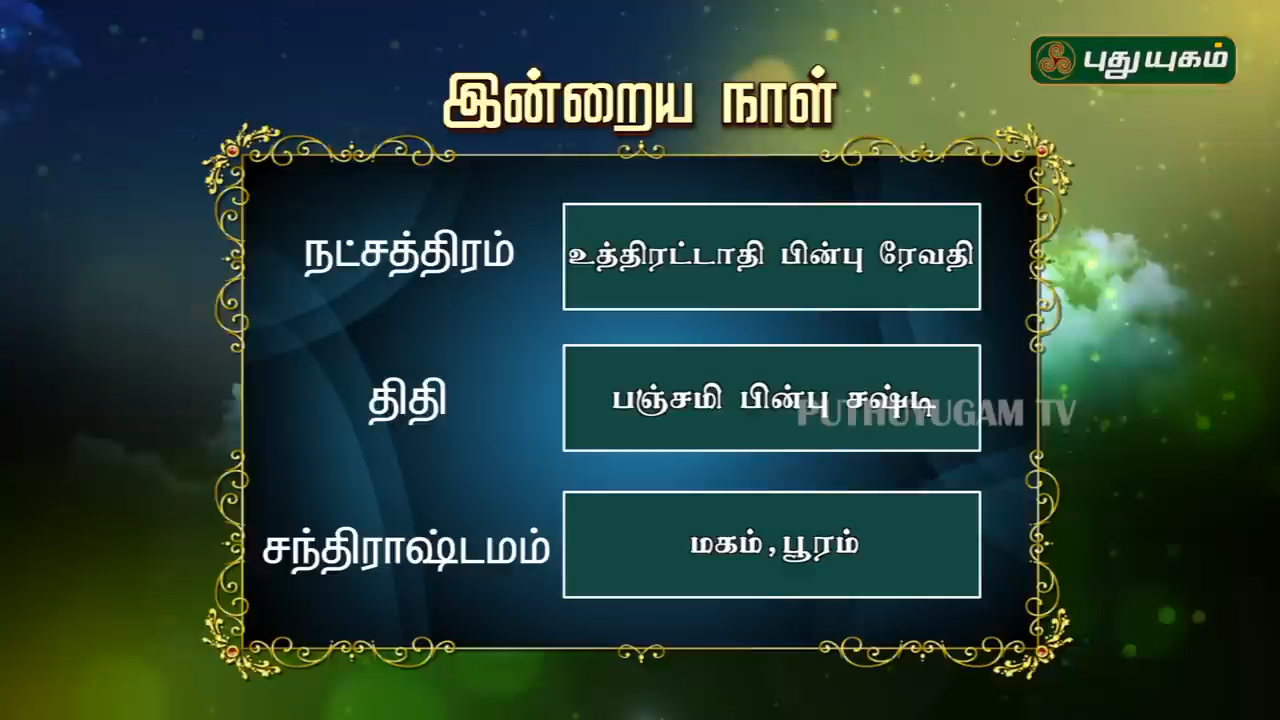 புதுயுகம்
இன்றைய நாள்
நட்சத்திரம்
உத்திரட்டாதி பின்பு ரேவதி
திதி
பஞ்சமி பின்பு சஷ்டி
PUTHUYUGAM TV
சந்திராஷ்டமம்
மகம்,பூரம்